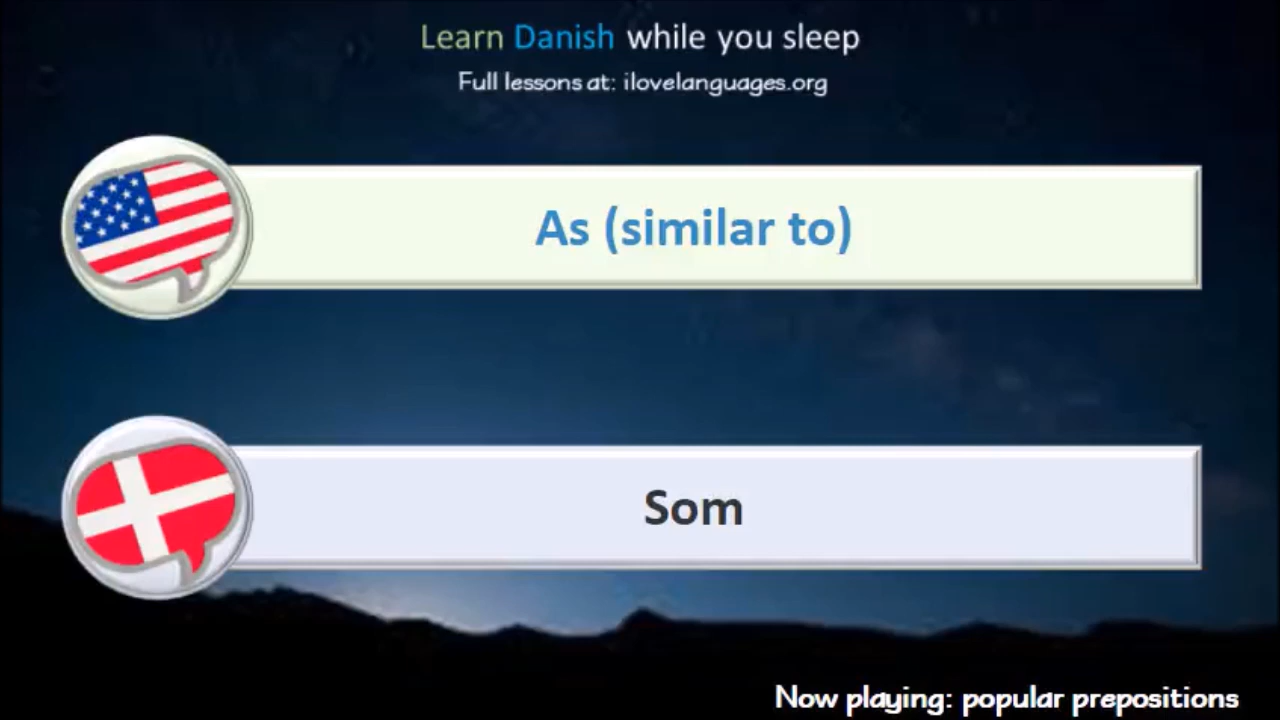 Learn Danish while you sleep
Full lessons at: ilovelanguages.org
As (similar to)
Som
Now playing: popular prepositions